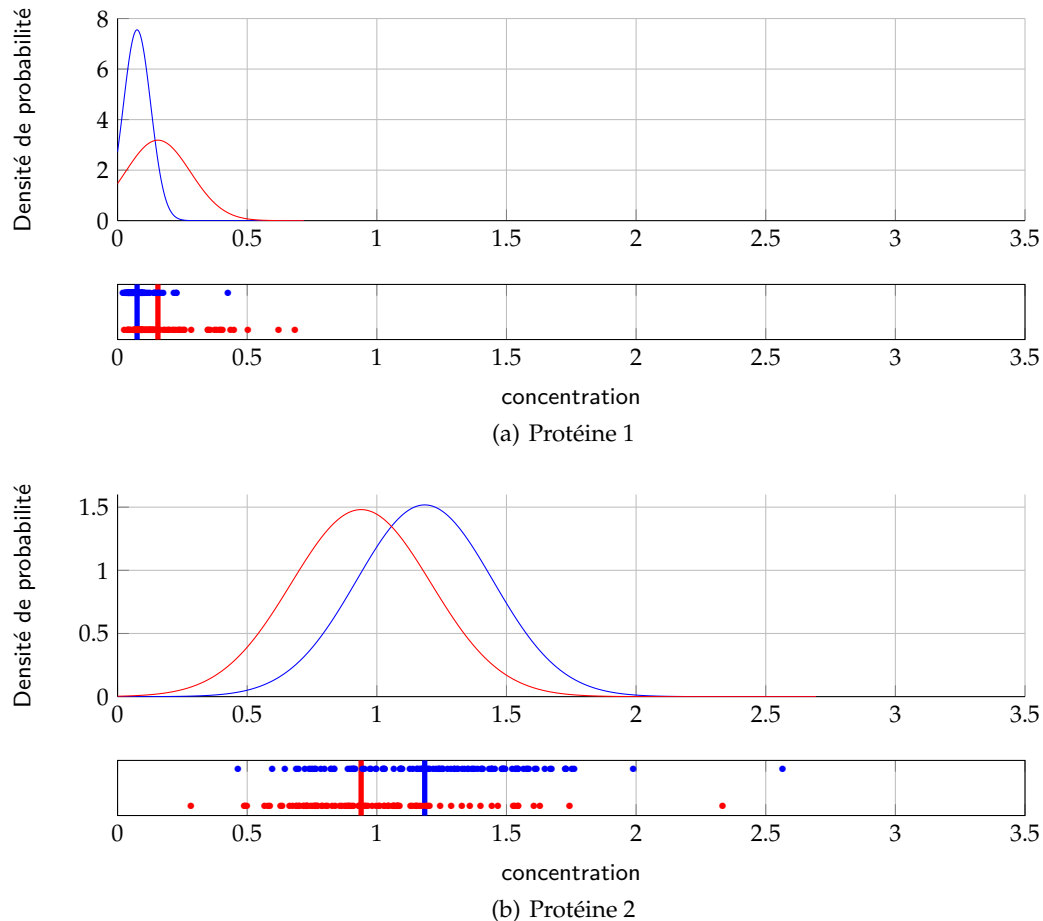 Densité de probabilité
8
6
4
2
0
0 0.5 1 1.5 2 2.5 3 3.5
0 0.5 1 1.5 2 2.5 3 3.5
concentration
(a) Protéine 1
Densité de probabilité
1.5
1
0.5
0
0 0.5 1 1.5 2 2.5 3 3.5
0 0.5 1 1.5 2 2.5 3 3.5
concentration
(b) Protéine 2